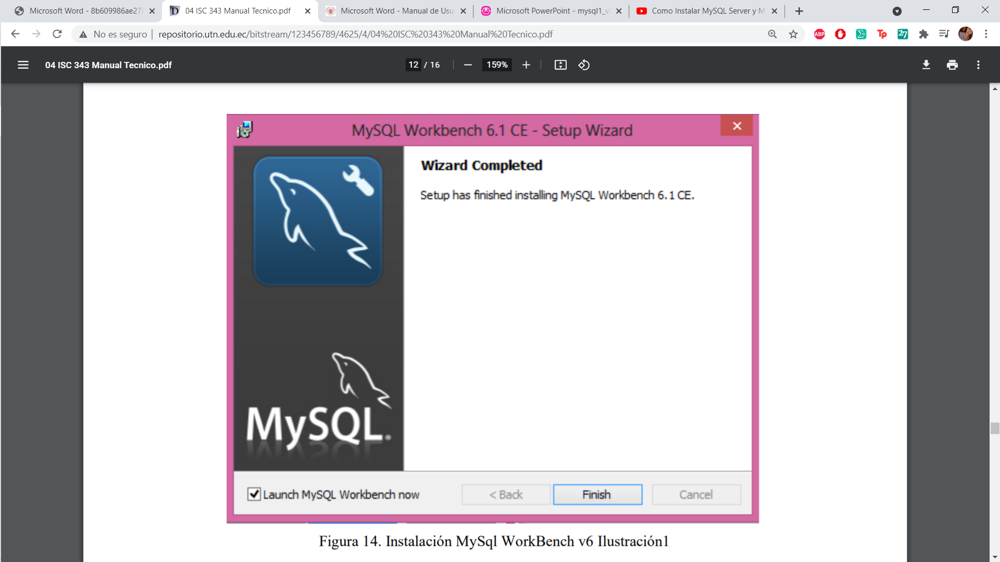 Microsoft Word - 8b609986ae27
04 ISC 343 Manual Tecnico.pdf
Microsoft Word - Manual de Usu
Microsoft PowerPoint - mysql1_v
Como Instalar MySQL Server y M
No es seguro
repositorio.utn.edu.ec/bitstream/123456789/4625/4/04%20ISC%20343%20Manual%20Tecnico.pdf
ABP
Tp
27
04 ISC 343 Manual Tecnico.pdf
12 / 16
159%
MySQL Workbench 6.1 CE - Setup Wizard
Wizard Completed
Setup has finished installing MySQL Workbench 6.1 CE.
MySQL®
Launch MySQL Workbench now
< Back
Finish
Cancel
Figura 14. Instalación MySql WorkBench v6 Ilustración1